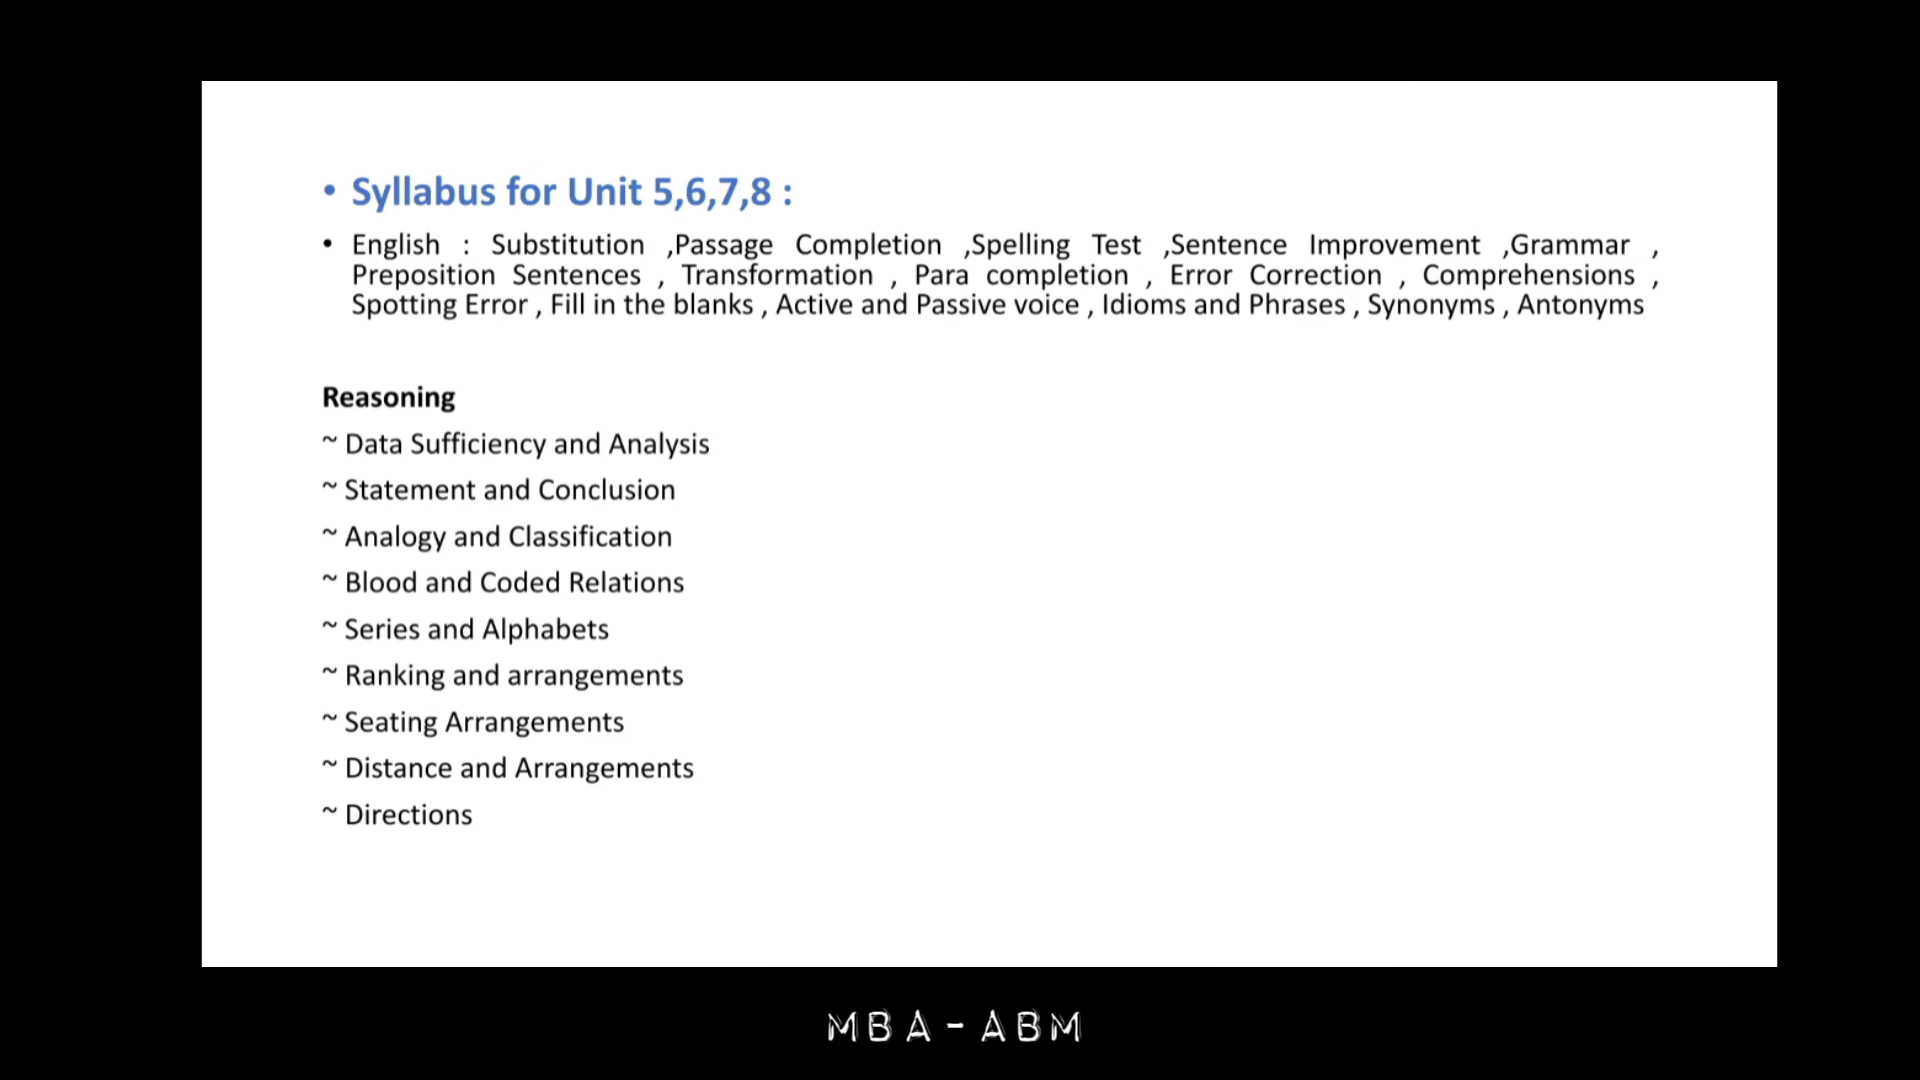 • Syllabus for Unit 5,6,7,8 :
• English : Substitution ,Passage Completion ,Spelling Test ,Sentence Improvement ,Grammar ,
Preposition Sentences , Transformation , Para completion , Error Correction , Comprehensions ,
Spotting Error , Fill in the blanks , Active and Passive voice , Idioms and Phrases , Synonyms , Antonyms
Reasoning
~ Data Sufficiency and Analysis
~ Statement and Conclusion
~ Analogy and Classification
~ Blood and Coded Relations
~ Series and Alphabets
~ Ranking and arrangements
~ Seating Arrangements
~ Distance and Arrangements
~ Directions
MBA-ABM